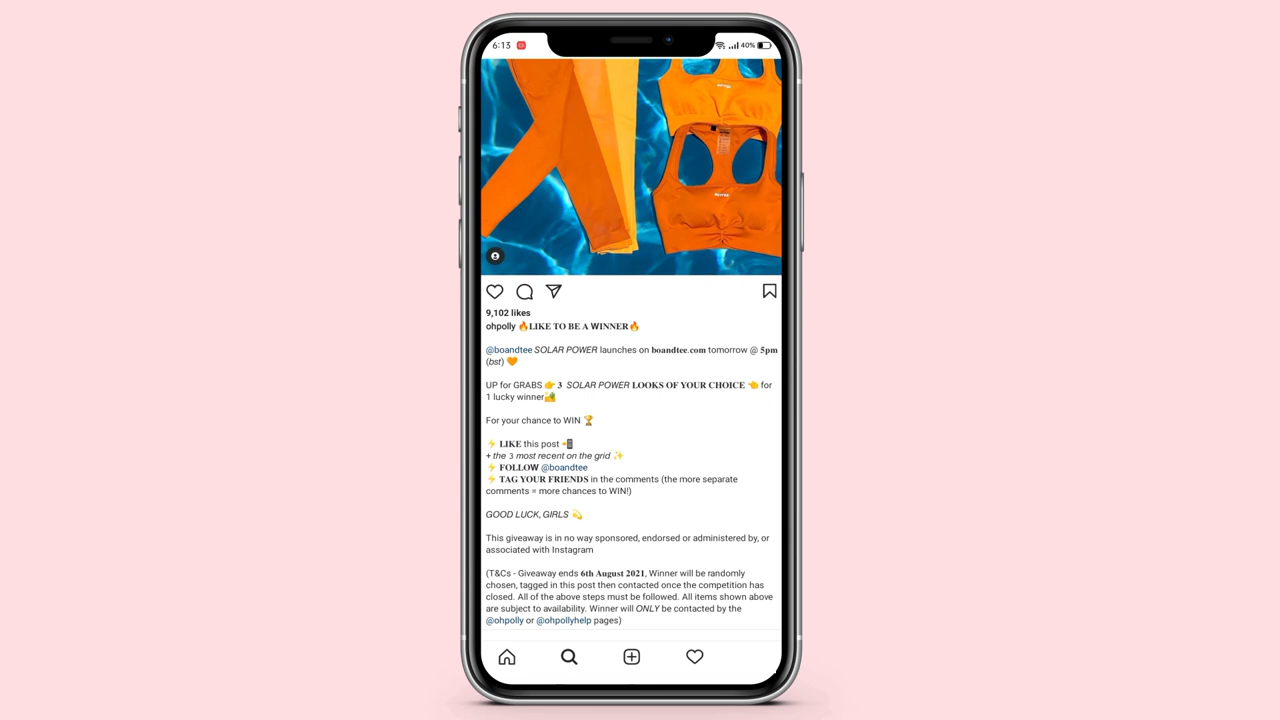 6:13
40%
9,102 likes
ohpolly 🔥LIKE TO BE A WINNER🔥
@boandtee SOLAR POWER launches on boandtee.com tomorrow @ 5pm
(bst) 🧡
UP for GRABS 👉 3 SOLAR POWER LOOKS OF YOUR CHOICE 👈 for
1 lucky winner🏜️
For your chance to WIN 🏆
⚡ LIKE this post 📲
+ the 3 most recent on the grid ✨
⚡ FOLLOW @boandtee
⚡ TAG YOUR FRIENDS in the comments (the more separate
comments = more chances to WIN!)
GOOD LUCK, GIRLS 💫
This giveaway is in no way sponsored, endorsed or administered by, or
associated with Instagram
(T&Cs - Giveaway ends 6th August 2021, Winner will be randomly
chosen, tagged in this post then contacted once the competition has
closed. All of the above steps must be followed. All items shown above
are subject to availability. Winner will ONLY be contacted by the
@ohpolly or @ohpollyhelp pages)